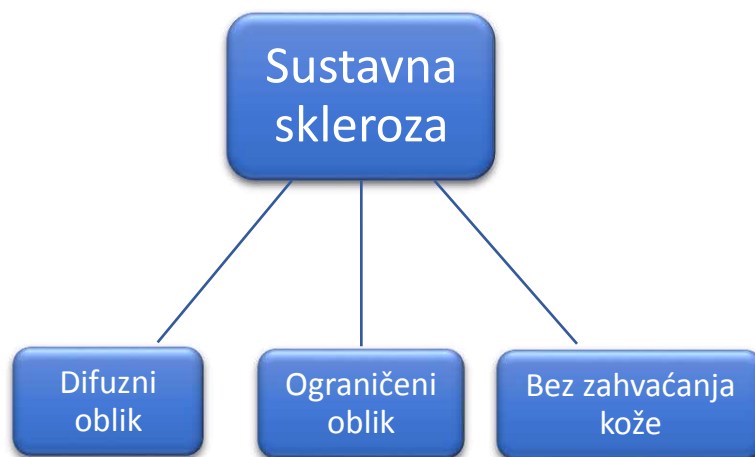 Sustavna
skleroza
Difuzni
oblik
Ograničeni
oblik
Bez zahvaćanja
kože